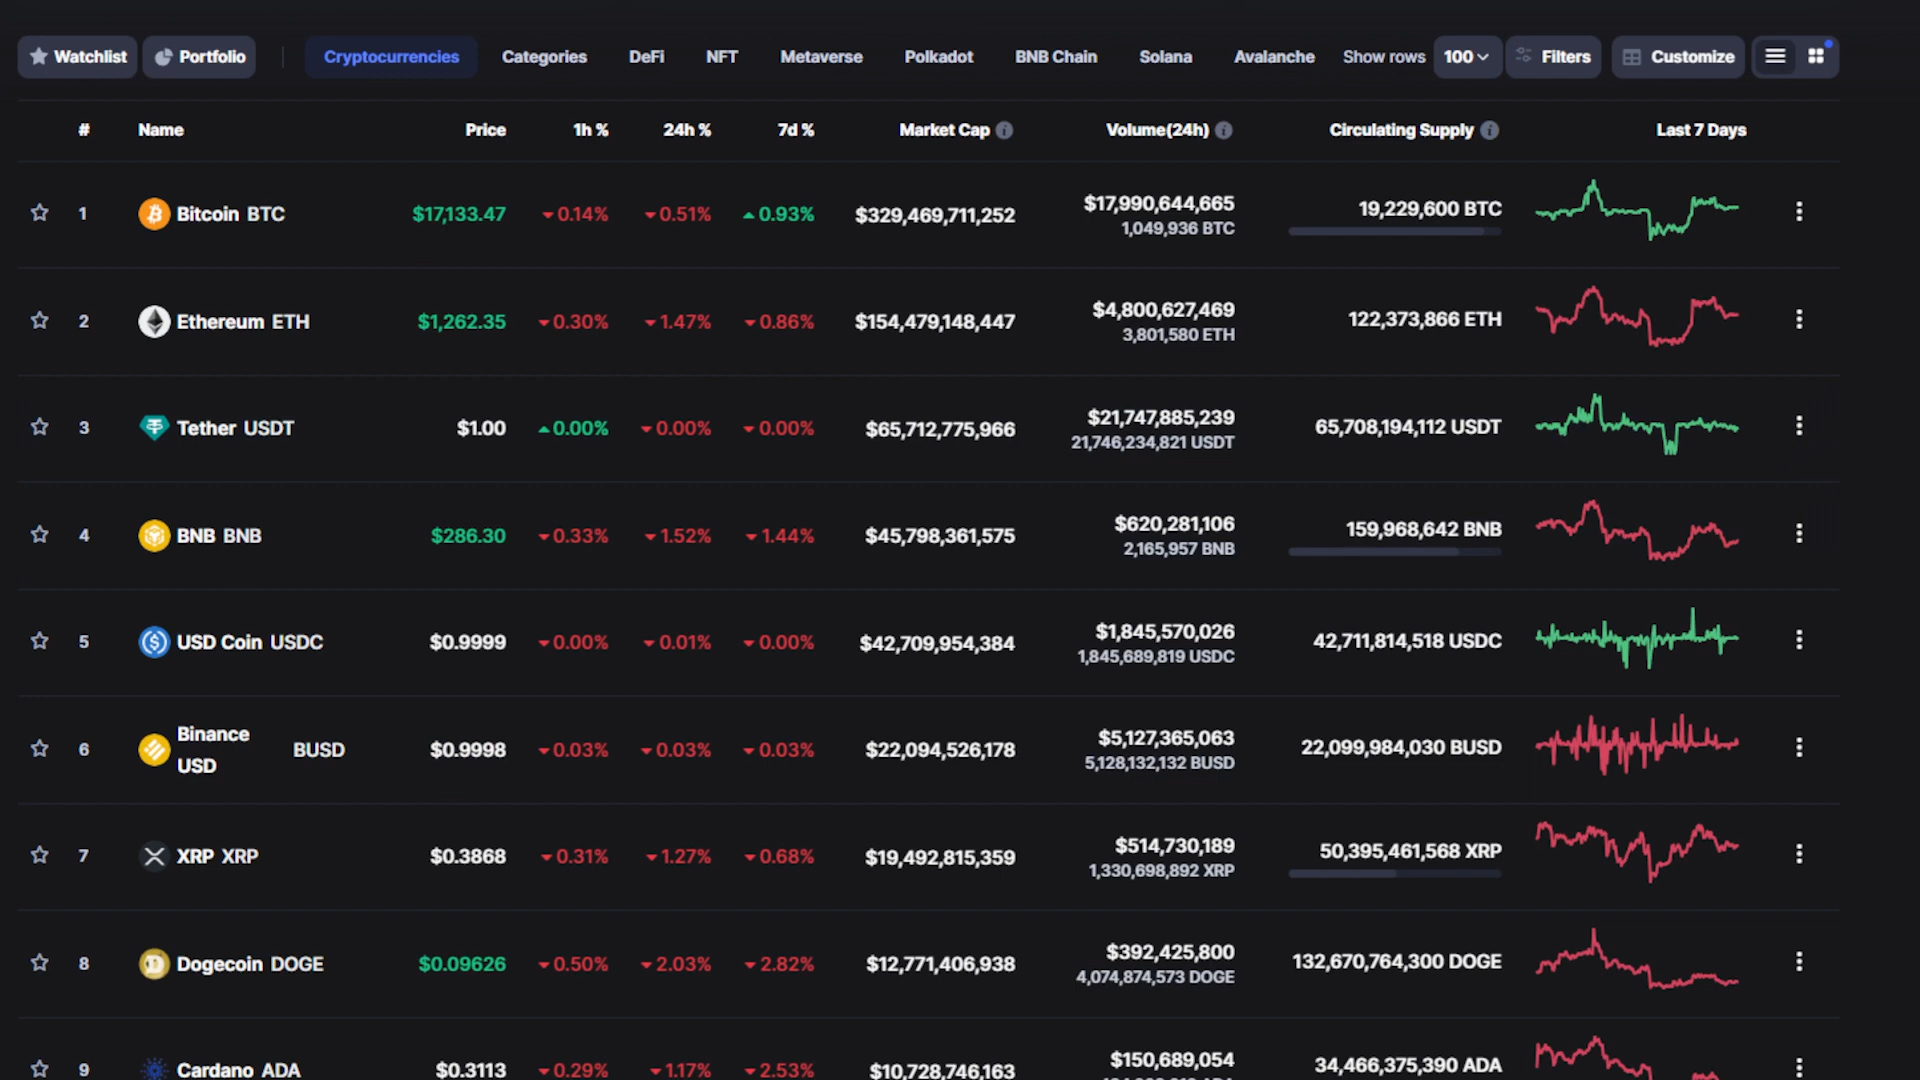 Watchlist Portfolio Cryptocurrencies Categories DeFi NFT Metaverse Polkadot BNB Chain Solana Avalanche Show rows 100 Filters Customize
# Name Price 1h % 24h % 7d % Market Cap Volume(24h) Circulating Supply Last 7 Days
1 Bitcoin BTC $17,133.47 0.14% 0.51% 0.93% $329,469,711,252 $17,990,644,665 19,229,600 BTC
1,049,936 BTC
2 Ethereum ETH $1,262.35 0.30% 1.47% 0.86% $154,479,148,447 $4,800,627,469 122,373,866 ETH
3,801,580 ETH
3 Tether USDT $1.00 0.00% 0.00% 0.00% $65,712,775,966 $21,747,885,239 65,708,194,112 USDT
21,746,234,821 USDT
4 BNB BNB $286.30 0.33% 1.52% 1.44% $45,798,361,575 $620,281,106 159,968,642 BNB
2,165,957 BNB
5 USD Coin USDC $0.9999 0.00% 0.01% 0.00% $42,709,954,384 $1,845,570,026 42,711,814,518 USDC
1,845,689,819 USDC
6 Binance USD BUSD $0.9998 0.03% 0.03% 0.03% $22,094,526,178 $5,127,365,063 22,099,984,030 BUSD
5,128,132,132 BUSD
7 XRP XRP $0.3868 0.31% 1.27% 0.68% $19,492,815,359 $514,730,189 50,395,461,568 XRP
1,330,698,892 XRP
8 Dogecoin DOGE $0.09626 0.50% 2.03% 2.82% $12,771,406,938 $392,425,800 132,670,764,300 DOGE
4,074,874,573 DOGE
9 Cardano ADA $0.3113 0.29% 1.17% 2.53% $10,728,746,163 $150,689,054 34,466,375,390 ADA